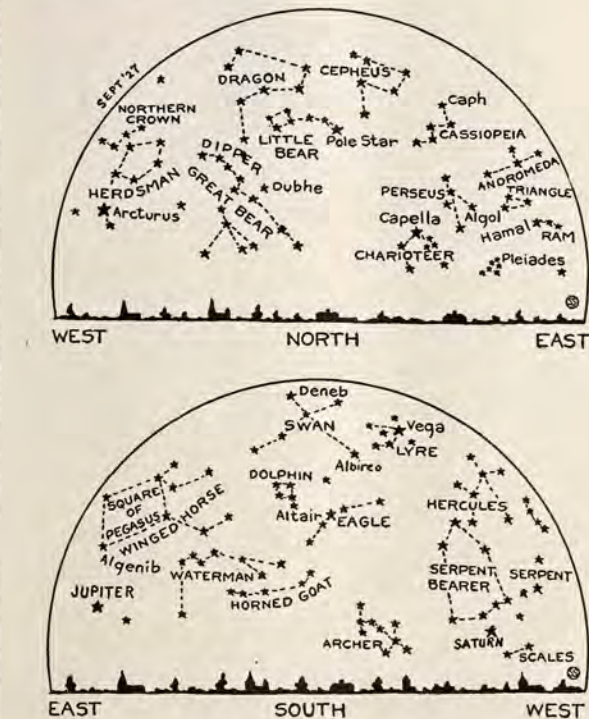 SEPT '27
DRAGON
CEPHEUS
NORTHERN
CROWN
Caph
LITTLE
BEAR
Pole Star
CASSIOPEIA
DIPPER
GREAT BEAR
Dubhe
HERDSMAN
Arcturus
ANDROMEDA
PERSEUS
TRIANGLE
Algol
Capella
Hamal
RAM
CHARIOTEER
Pleiades
WEST
NORTH
EAST
Deneb
SWAN
Vega
LYRE
Albireo
DOLPHIN
SQUARE
OF
PEGASUS
WINGED HORSE
HERCULES
Altair
EAGLE
Algenib
WATERMAN
SERPENT
BEARER
SERPENT
JUPITER
HORNED GOAT
ARCHER
SATURN
SCALES
EAST
SOUTH
WEST